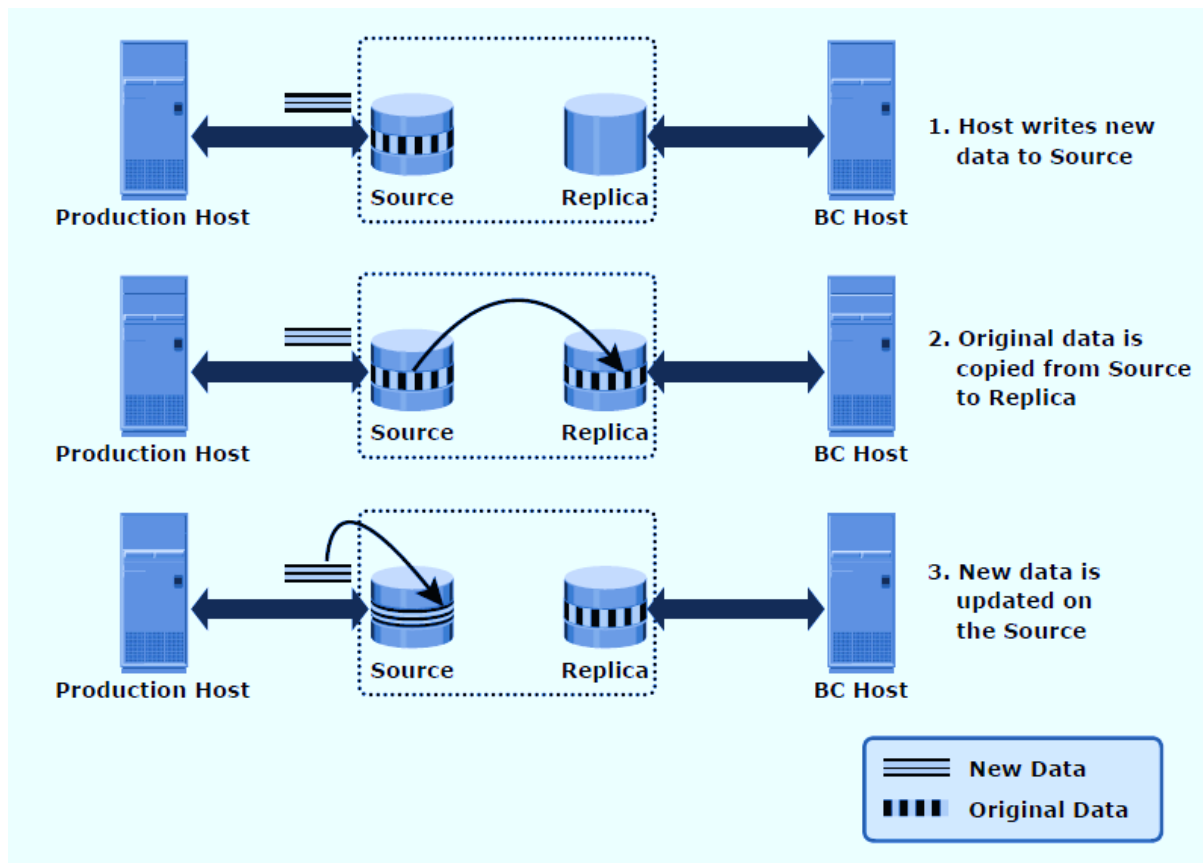 1. Host writes new
data to Source
Source
Replica
Production Host
BC Host
2. Original data is
copied from Source
to Replica
Source
Replica
Production Host
BC Host
3. New data is
updated on
the Source
Source
Replica
Production Host
BC Host
New Data
Original Data